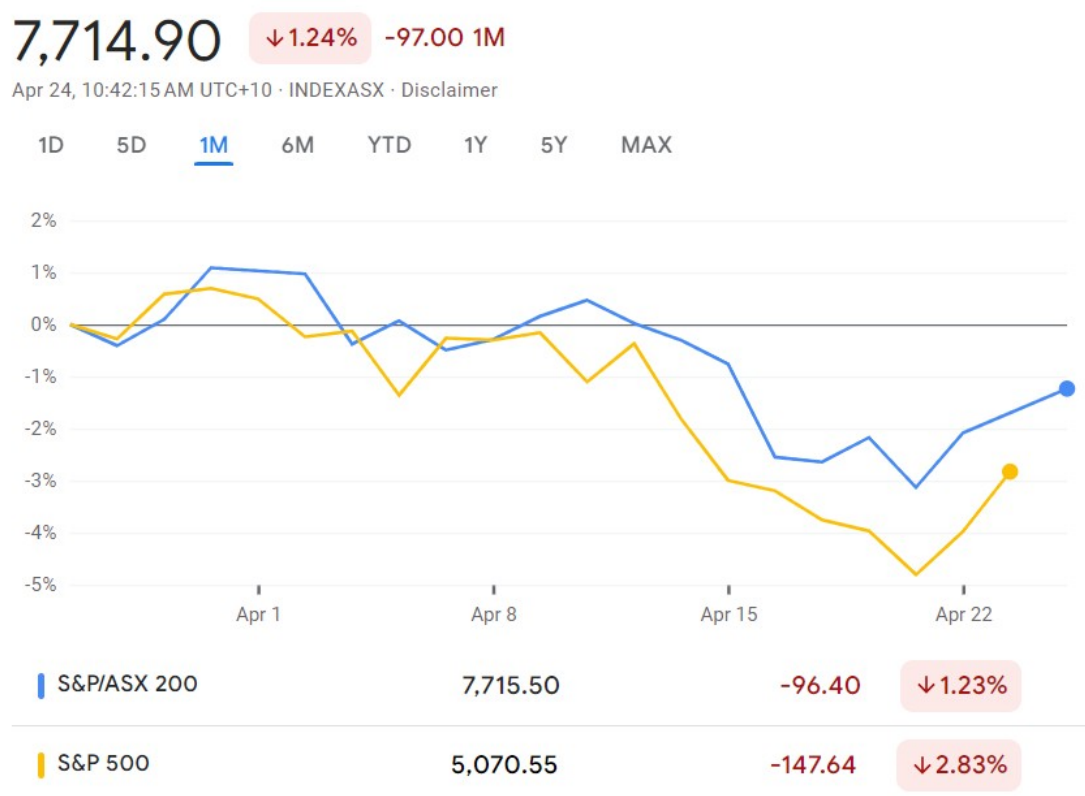 7,714.90 ↓1.24% -97.00 1M
Apr 24, 10:42:15 AM UTC+10 · INDEXASX · Disclaimer
1D 5D 1M 6M YTD 1Y 5Y MAX
2%
1%
0%
-1%
-2%
-3%
-4%
-5%
Apr 1 Apr 8 Apr 15 Apr 22
S&P/ASX 200 7,715.50 -96.40 ↓1.23%
S&P 500 5,070.55 -147.64 ↓2.83%